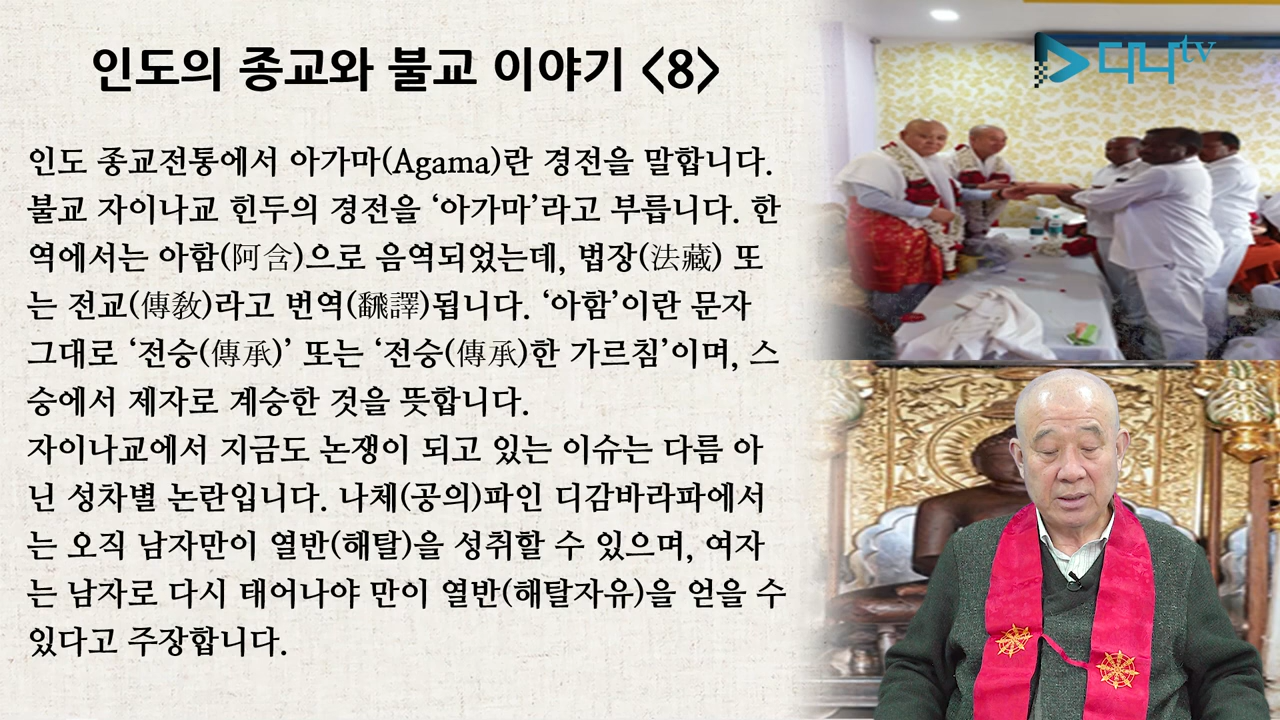 인도의 종교와 불교 이야기 <8>
다나tv
인도 종교전통에서 아가마(Agama)란 경전을 말합니다.
불교 자이나교 힌두의 경전을 ‘아가마’라고 부릅니다. 한
역에서는 아함(阿含)으로 음역되었는데, 법장(法藏) 또
는 전교(傳敎)라고 번역(飜譯)됩니다. ‘아함’이란 문자
그대로 ‘전승(傳承)’ 또는 ‘전승(傳承)한 가르침’이며, 스
승에서 제자로 계승한 것을 뜻합니다.
자이나교에서 지금도 논쟁이 되고 있는 이슈는 다름 아
닌 성차별 논란입니다. 나체(공의)파인 디감바라파에서
는 오직 남자만이 열반(해탈)을 성취할 수 있으며, 여자
는 남자로 다시 태어나야 만이 열반(해탈자유)을 얻을 수
있다고 주장합니다.